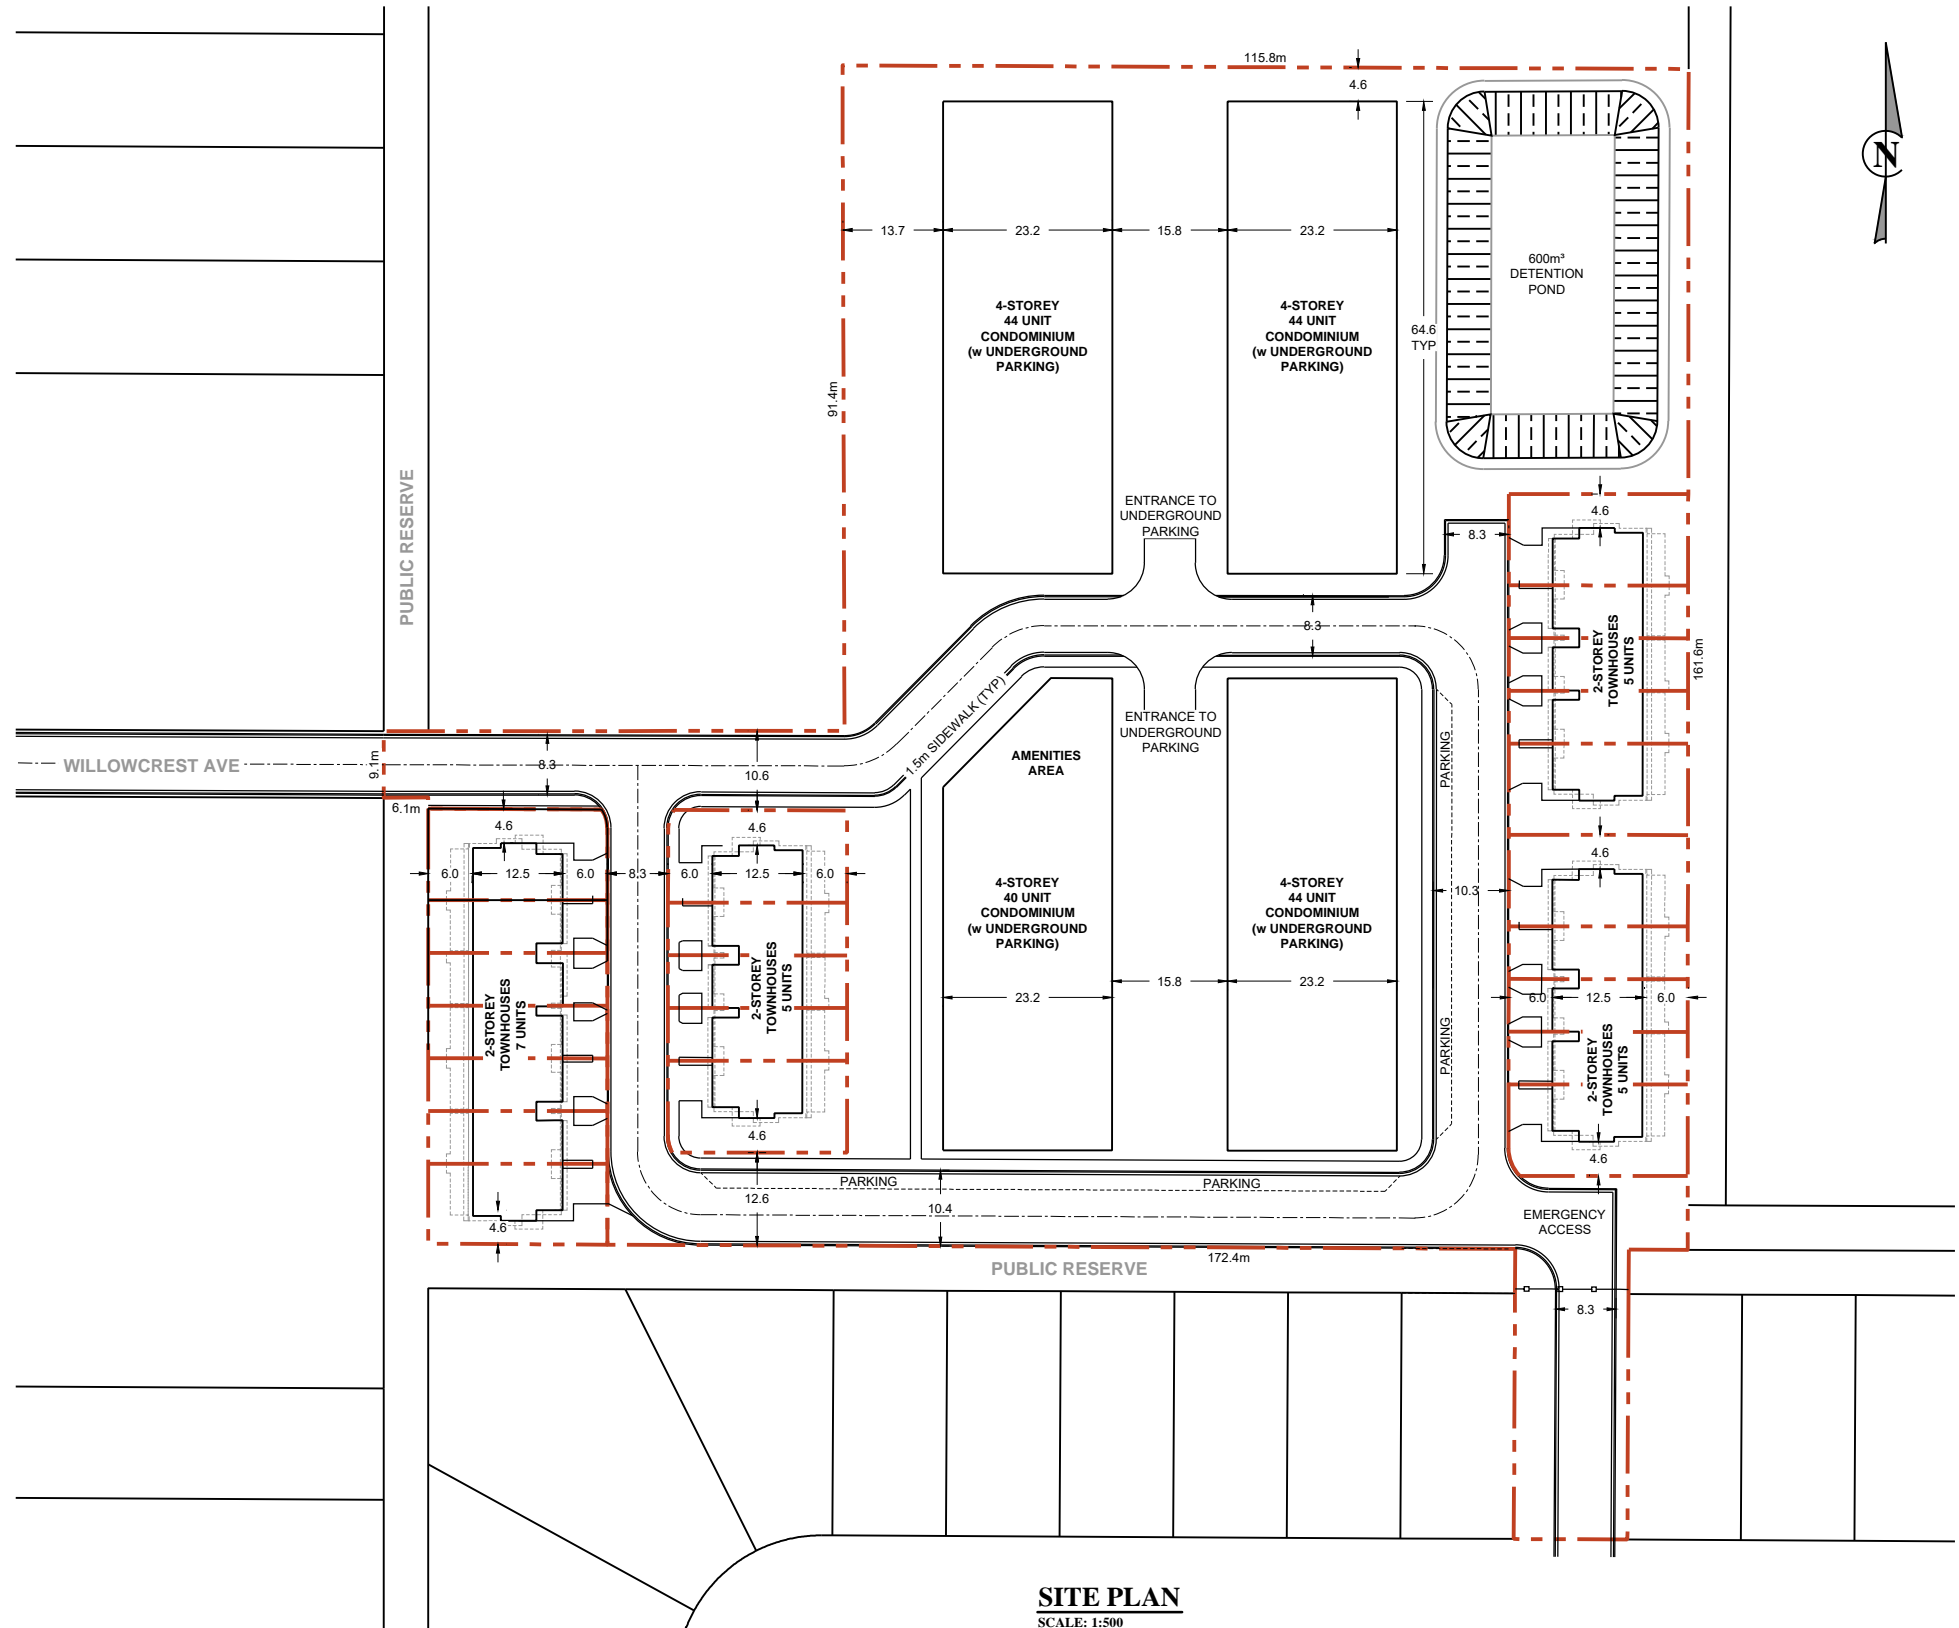 115.8m
4.6
N
13.7
23.2
15.8
23.2
600m³
DETENTION
POND
4-STOREY
44 UNIT
CONDOMINIUM
(w UNDERGROUND
PARKING)
4-STOREY
44 UNIT
CONDOMINIUM
(w UNDERGROUND
PARKING)
64.6
TYP
91.4m
PUBLIC RESERVE
ENTRANCE TO
UNDERGROUND
PARKING
4.6
8.3
8.3
2-STOREY
TOWNHOUSES
5 UNITS
161.6m
1.5m SIDEWALK (TYP)
ENTRANCE TO
UNDERGROUND
PARKING
AMENITIES
AREA
PARKING
WILLOWCREST AVE
9.1m
8.3
10.6
6.1m
4.6
4.6
4.6
6.0
12.5
6.0
8.3
6.0
12.5
6.0
4-STOREY
40 UNIT
CONDOMINIUM
(w UNDERGROUND
PARKING)
4-STOREY
44 UNIT
CONDOMINIUM
(w UNDERGROUND
PARKING)
10.3
2-STOREY
TOWNHOUSES
7 UNITS
2-STOREY
TOWNHOUSES
5 UNITS
15.8
23.2
23.2
6.0
12.5
6.0
PARKING
2-STOREY
TOWNHOUSES
5 UNITS
4.6
4.6
PARKING
PARKING
12.6
10.4
4.6
EMERGENCY
ACCESS
172.4m
PUBLIC RESERVE
8.3
SITE PLAN
SCALE: 1:500